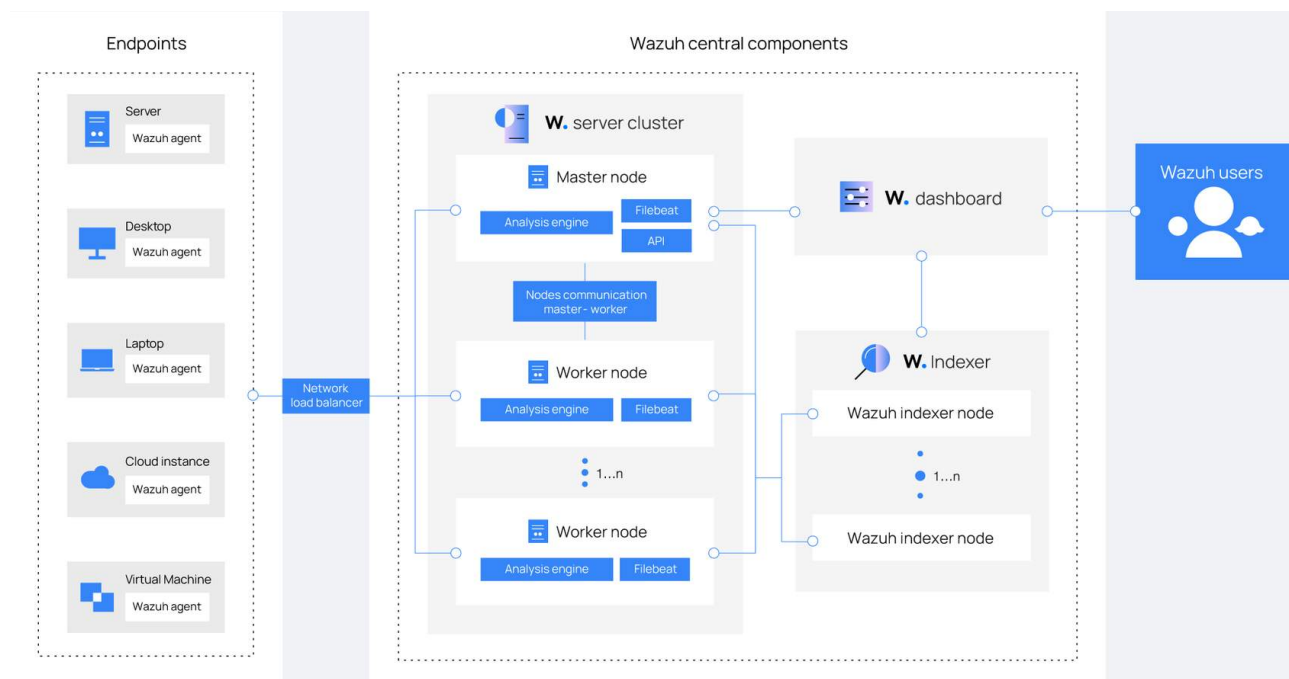 Endpoints
Server
Wazuh agent
Desktop
Wazuh agent
Laptop
Wazuh agent
Cloud instance
Wazuh agent
Virtual Machine
Wazuh agent
Network
load balancer
Wazuh central components
W. server cluster
Master node
Analysis engine
Filebeat
API
Nodes communication
master- worker
Worker node
Analysis engine
Filebeat
1...n
Worker node
Analysis engine
Filebeat
W. dashboard
W. Indexer
Wazuh indexer node
1...n
Wazuh indexer node
Wazuh users